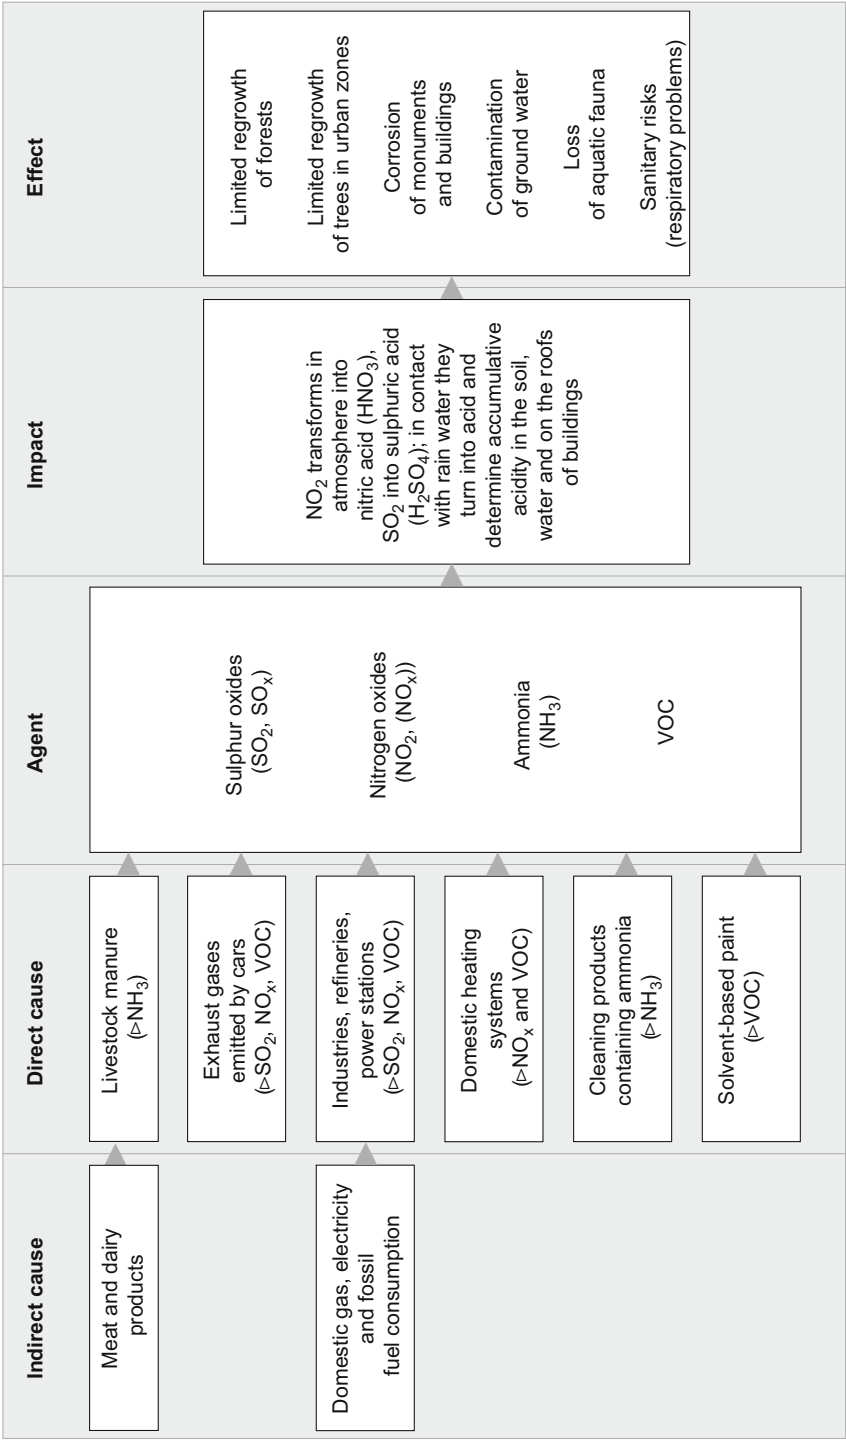 Indirect cause
Meat and dairy
products
Domestic gas, electricity
and fossil
fuel consumption
Direct cause
Livestock manure
(▷NH₃)
Exhaust gases
emitted by cars
(▷SO₂, NOₓ, VOC)
Industries, refineries,
power stations
(▷SO₂, NOₓ, VOC)
Domestic heating
systems
(▷NOₓ and VOC)
Cleaning products
containing ammonia
(▷NH₃)
Solvent-based paint
(▷VOC)
Agent
Sulphur oxides
(SO₂, SOₓ)
Nitrogen oxides
(NO₂, (NOₓ))
Ammonia
(NH₃)
VOC
Impact
NO₂ transforms in
atmosphere into
nitric acid (HNO₃),
SO₂ into sulphuric acid
(H₂SO₄); in contact
with rain water they
turn into acid and
determine accumulative
acidity in the soil,
water and on the roofs
of buildings
Effect
Limited regrowth
of forests
Limited regrowth
of trees in urban zones
Corrosion
of monuments
and buildings
Contamination
of ground water
Loss
of aquatic fauna
Sanitary risks
(respiratory problems)